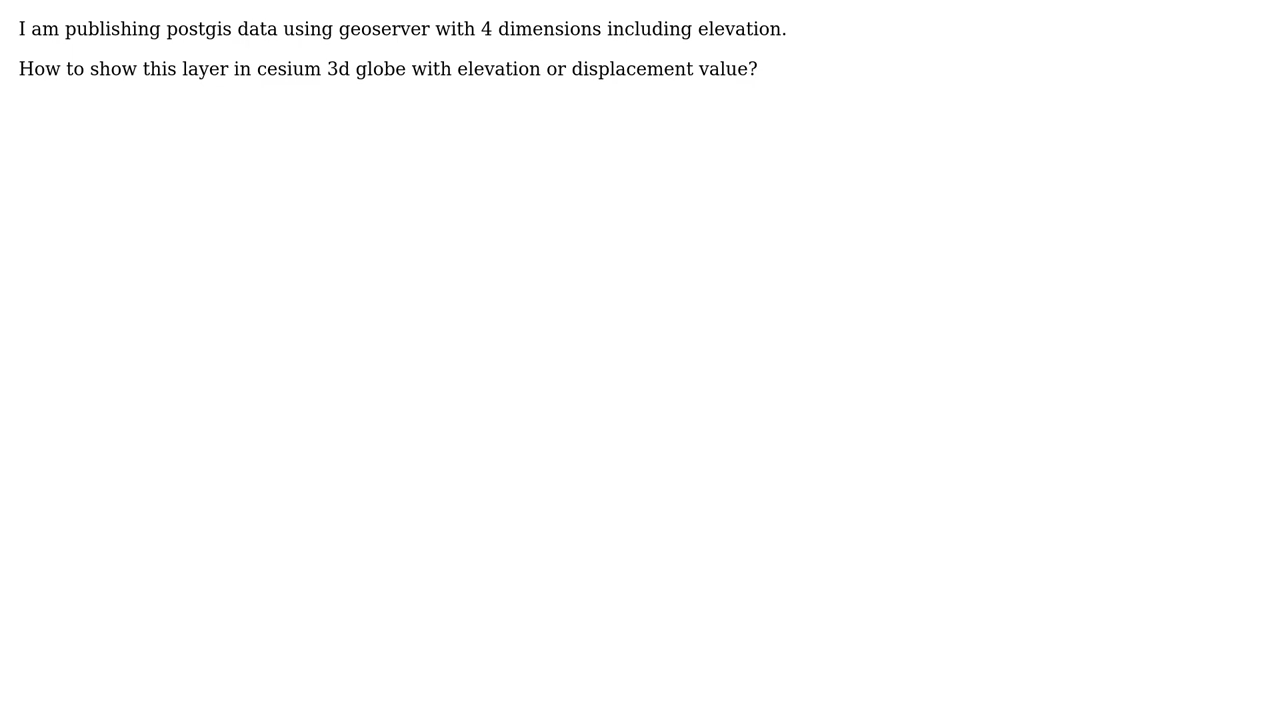 I am publishing postgis data using geoserver with 4 dimensions including elevation.
How to show this layer in cesium 3d globe with elevation or displacement value?